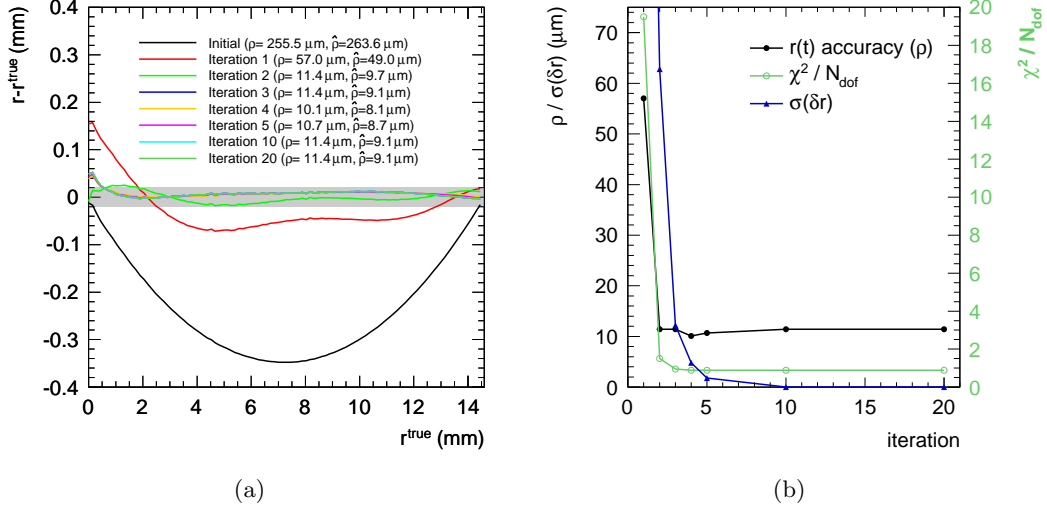 r-r^true (mm)
0.4
0.3
0.2
0.1
0
-0.1
-0.2
-0.3
-0.4
Initial (ρ= 255.5 μm, ρ̂=263.6 μm)
Iteration 1 (ρ= 57.0 μm, ρ̂=49.0 μm)
Iteration 2 (ρ= 11.4 μm, ρ̂=9.7 μm)
Iteration 3 (ρ= 11.4 μm, ρ̂=9.1 μm)
Iteration 4 (ρ= 10.1 μm, ρ̂=8.1 μm)
Iteration 5 (ρ= 10.7 μm, ρ̂=8.7 μm)
Iteration 10 (ρ= 11.4 μm, ρ̂=9.1 μm)
Iteration 20 (ρ= 11.4 μm, ρ̂=9.1 μm)
0 2 4 6 8 10 12 14
r^true (mm)
(a)
ρ / σ(δr) (μm)
70
60
50
40
30
20
10
0
r(t) accuracy (ρ)
χ² / N_dof
σ(δr)
0 5 10 15 20
iteration
20
18
16
14
12
10
8
6
4
2
0
χ² / N_dof
(b)